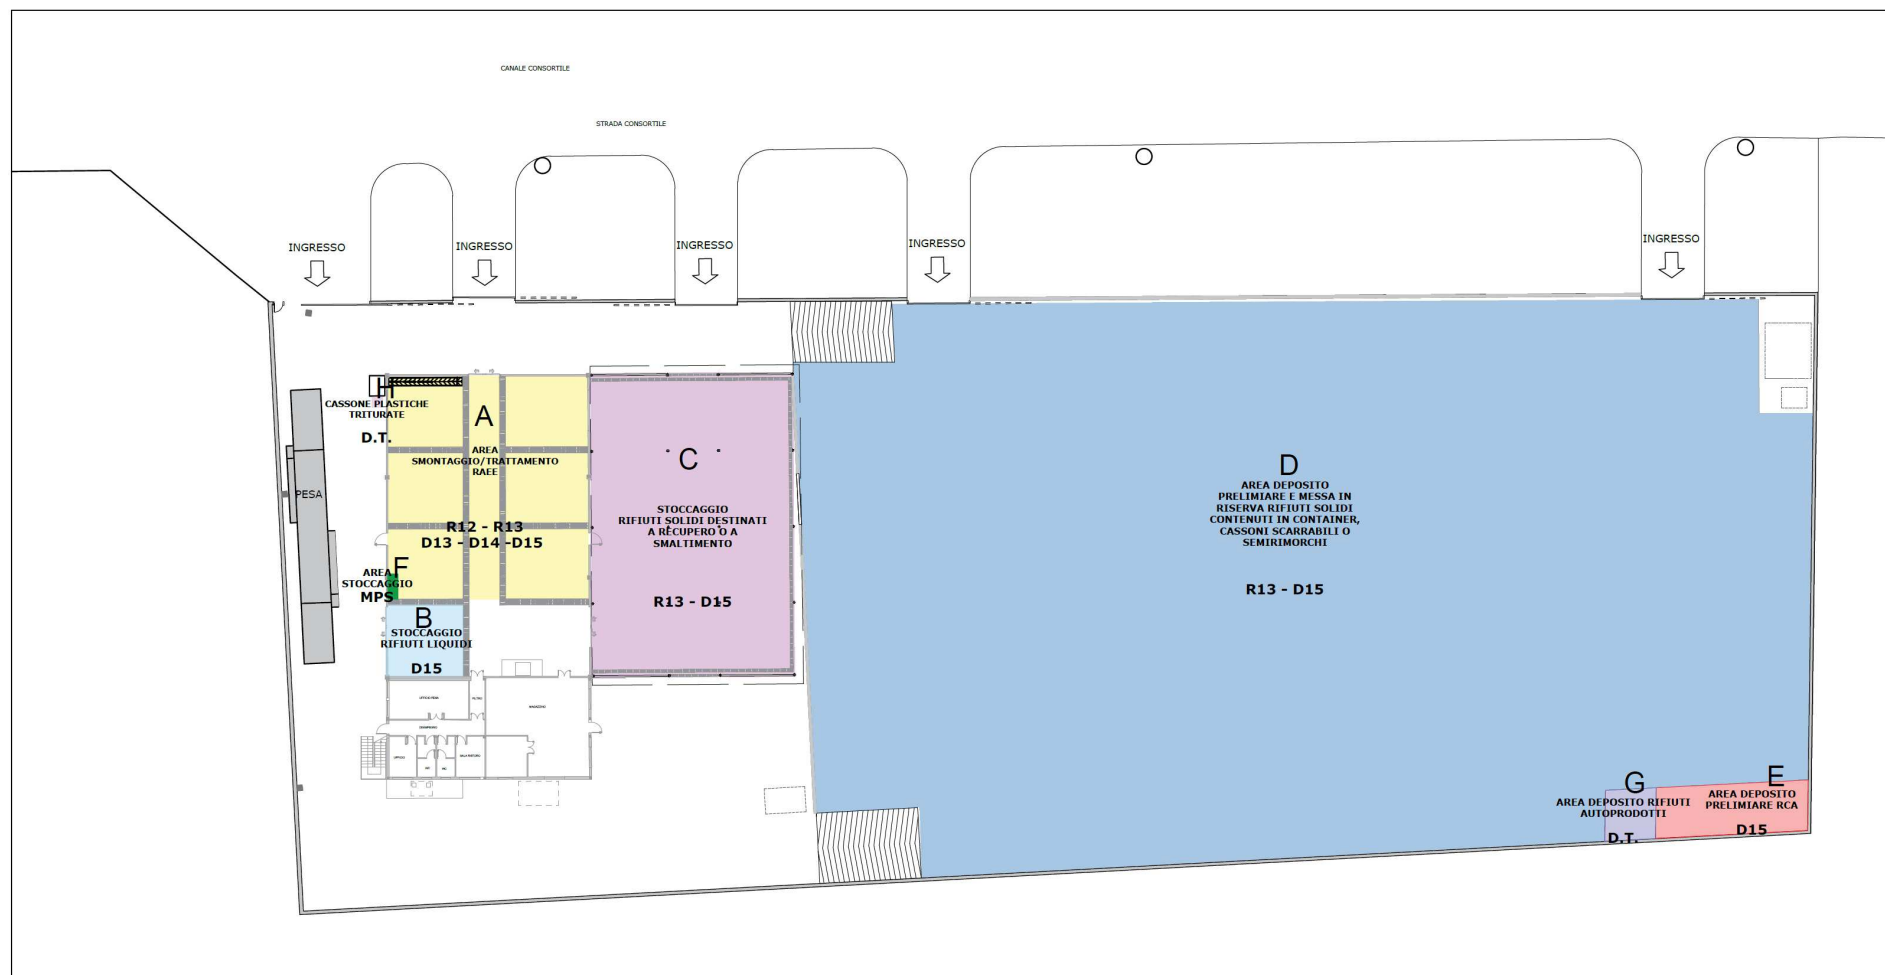 CANALE CONSORTILE
STRADA CONSORTILE
INGRESSO
INGRESSO
INGRESSO
INGRESSO
INGRESSO
H
CASSONE PLASTICHE
TRITURATE
D.T.
A
AREA
SMONTAGGIO/TRATTAMENTO
RAEE
R12 - R13
D13 - D14 -D15
C
STOCCAGGIO
RIFIUTI SOLIDI DESTINATI
A RECUPERO O A
SMALTIMENTO
R13 - D15
D
AREA DEPOSITO
PRELIMIARE E MESSA IN
RISERVA RIFIUTI SOLIDI
CONTENUTI IN CONTAINER,
CASSONI SCARRABILI O
SEMIRIMORCHI
R13 - D15
PESA
F
AREA
STOCCAGGIO
MPS
B
STOCCAGGIO
RIFIUTI LIQUIDI
D15
MAGAZZINO
UFFICIO
G
AREA DEPOSITO RIFIUTI
AUTOPRODOTTI
D.T.
E
AREA DEPOSITO
PRELIMIARE RCA
D15